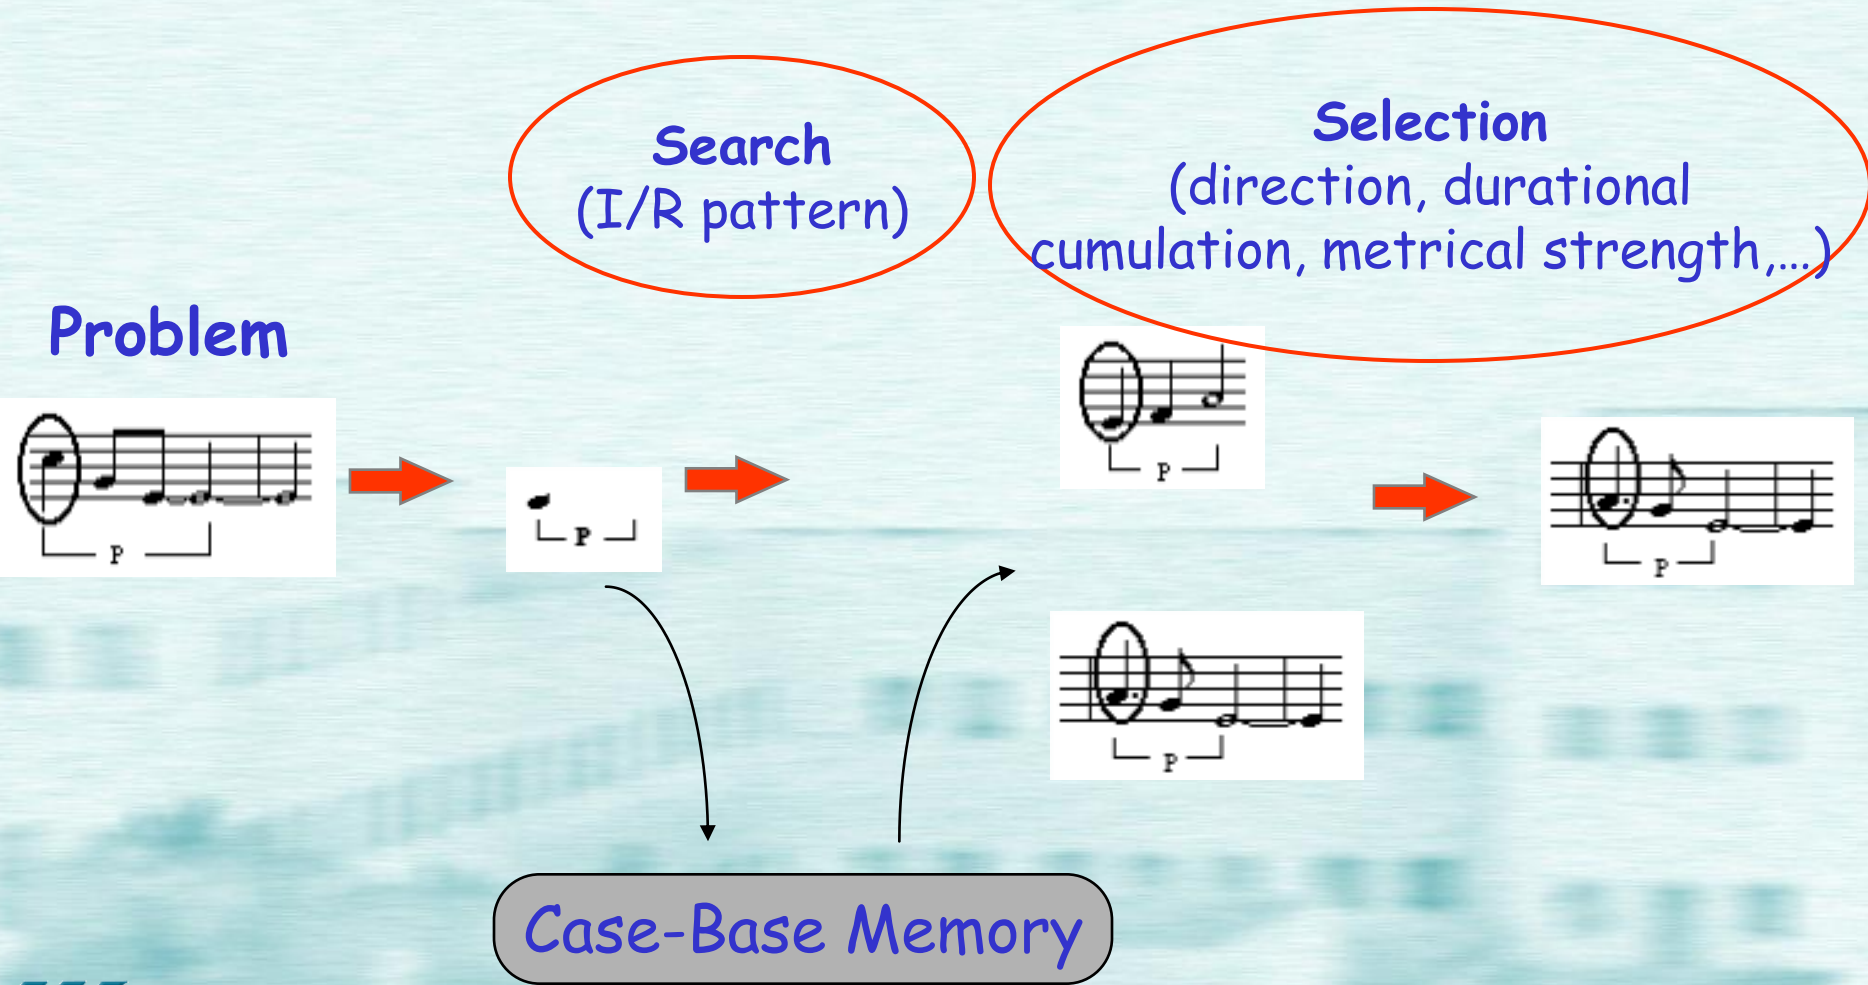 Search
(I/R pattern)
Selection
(direction, durational
cumulation, metrical strength,...)
Problem
P
P
P
P
P
Case-Base Memory